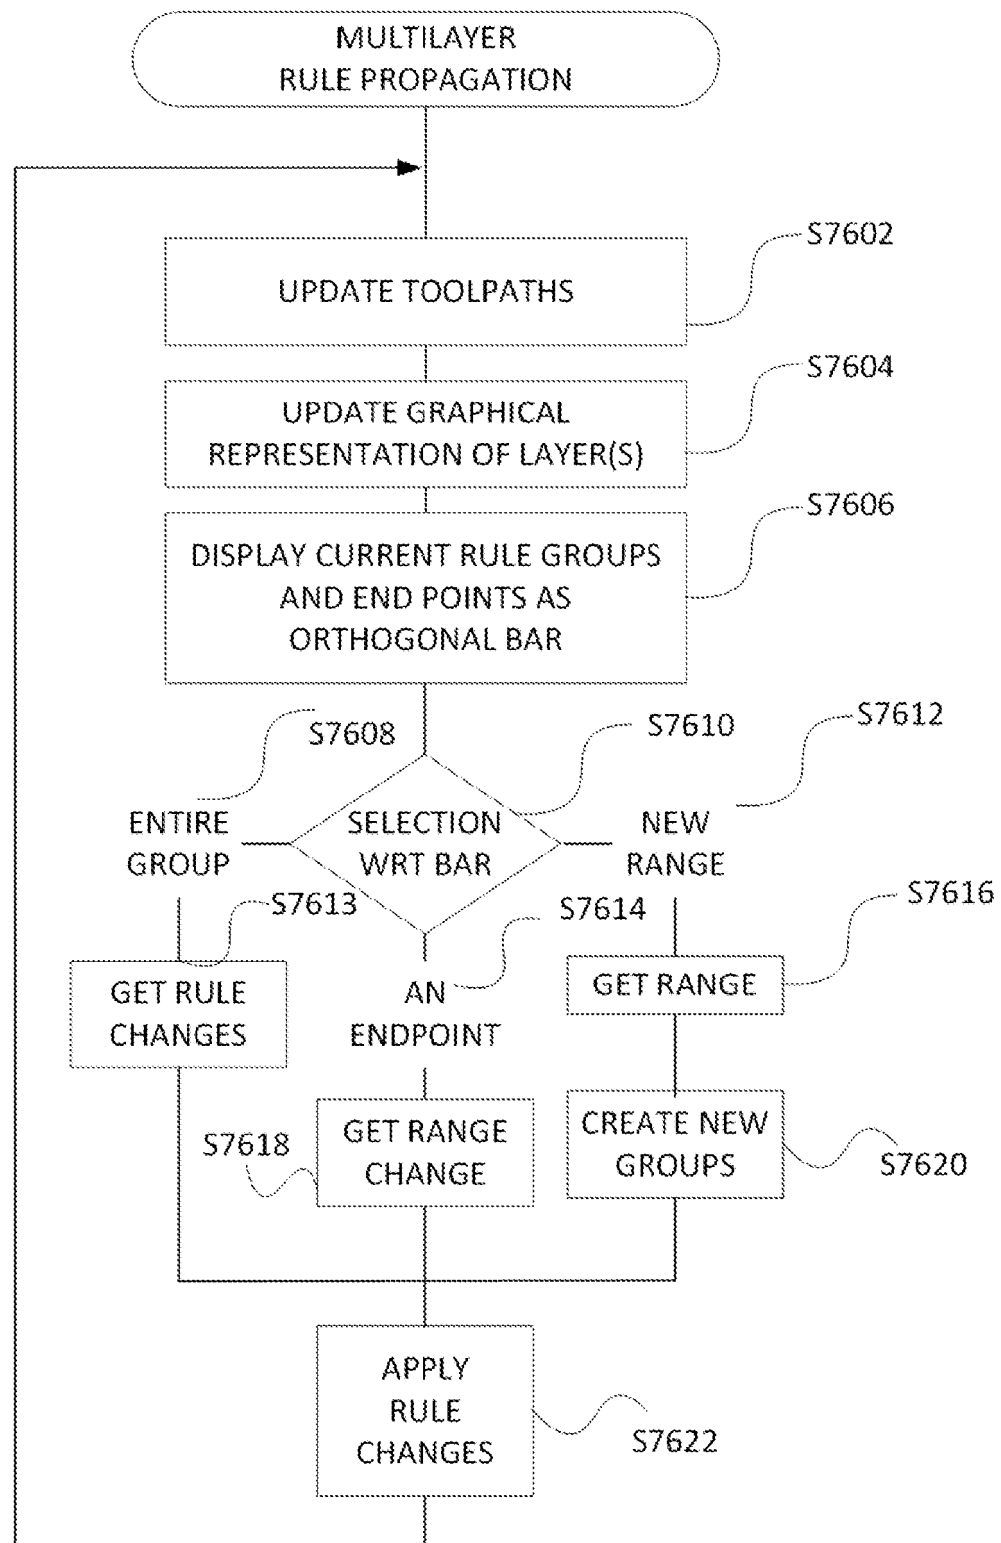 MULTILAYER
RULE PROPAGATION
S7602
UPDATE TOOLPATHS
S7604
UPDATE GRAPHICAL
REPRESENTATION OF LAYER(S)
S7606
DISPLAY CURRENT RULE GROUPS
AND END POINTS AS
ORTHOGONAL BAR
S7608
S7610
S7612
ENTIRE
GROUP
SELECTION
WRT BAR
NEW
RANGE
S7613
S7614
S7616
GET RULE
CHANGES
AN
ENDPOINT
GET RANGE
S7618
GET RANGE
CHANGE
CREATE NEW
GROUPS
S7620
APPLY
RULE
CHANGES
S7622